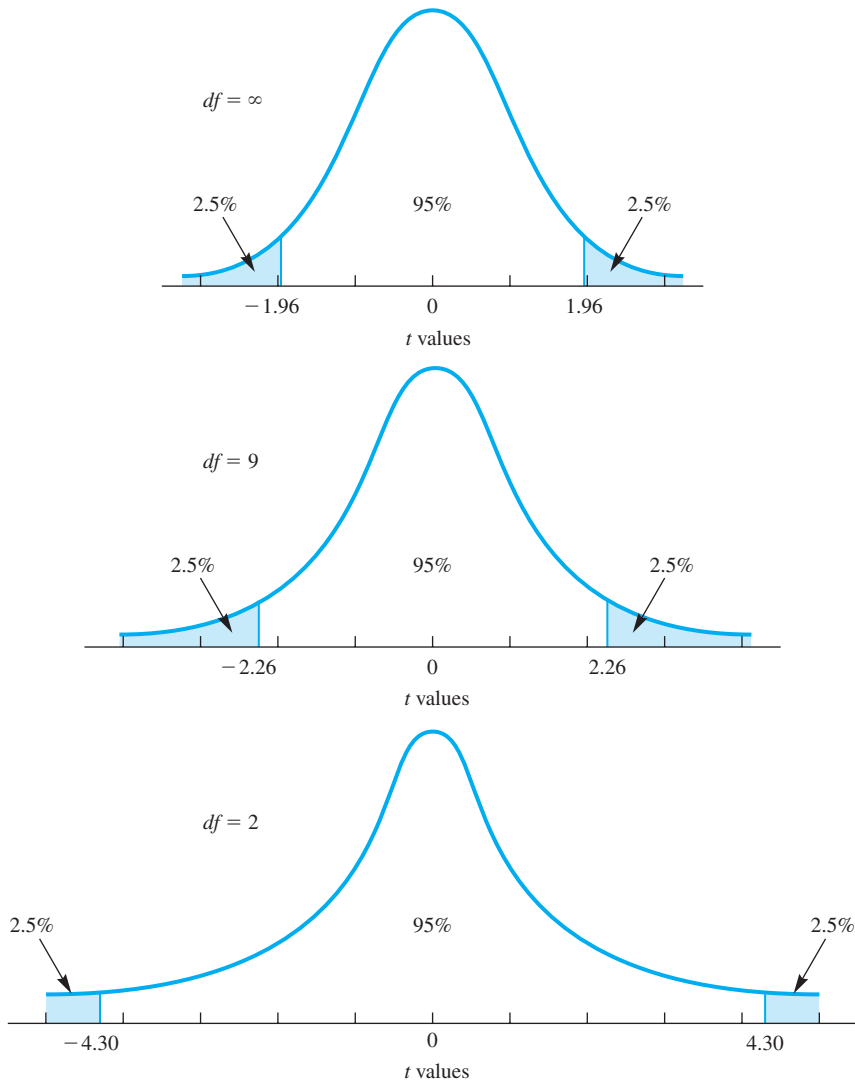 df = ∞
2.5% 95% 2.5%
−1.96 0 1.96
t values
df = 9
2.5% 95% 2.5%
−2.26 0 2.26
t values
df = 2
2.5% 95% 2.5%
−4.30 0 4.30
t values